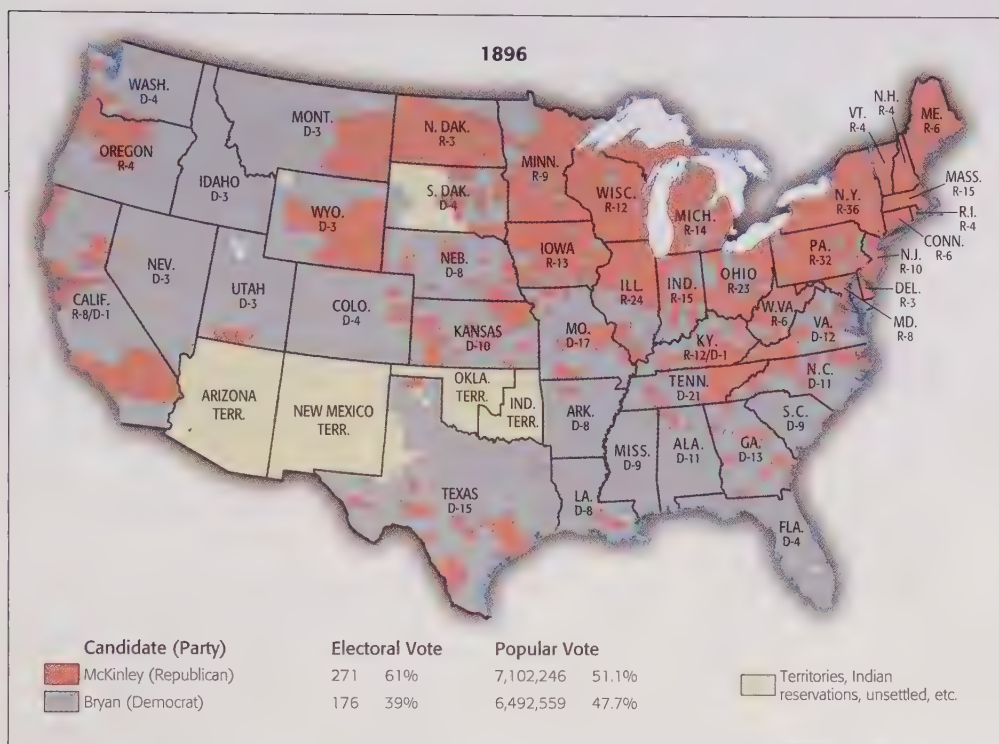 1896
WASH.
D-4
OREGON
R-4
IDAHO
D-3
MONT.
D-3
WYO.
D-3
N. DAK.
R-3
S. DAK.
D-4
NEB.
D-8
KANSAS
D-10
NEV.
D-3
UTAH
D-3
COLO.
D-4
CALIF.
R-8/D-1
ARIZONA
TERR.
NEW MEXICO
TERR.
OKLA.
TERR.
IND.
TERR.
TEXAS
D-15
MINN.
R-9
IOWA
R-13
MO.
D-17
ARK.
D-8
LA.
D-8
WISC.
R-12
ILL.
R-24
MICH.
R-14
IND.
R-15
OHIO
R-23
KY.
R-12/D-1
TENN.
D-21
MISS.
D-9
ALA.
D-11
GA.
D-13
FLA.
D-4
S.C.
D-9
N.C.
D-11
VA.
D-12
W.VA.
R-6
PA.
R-32
N.Y.
R-36
VT.
R-4
N.H.
R-4
ME.
R-6
MASS.
R-15
R.I.
R-4
CONN.
R-6
N.J.
R-10
DEL.
R-3
MD.
R-8
Candidate (Party) Electoral Vote Popular Vote
McKinley (Republican) 271 61% 7,102,246 51.1%
Bryan (Democrat) 176 39% 6,492,559 47.7%
Territories, Indian
reservations, unsettled, etc.